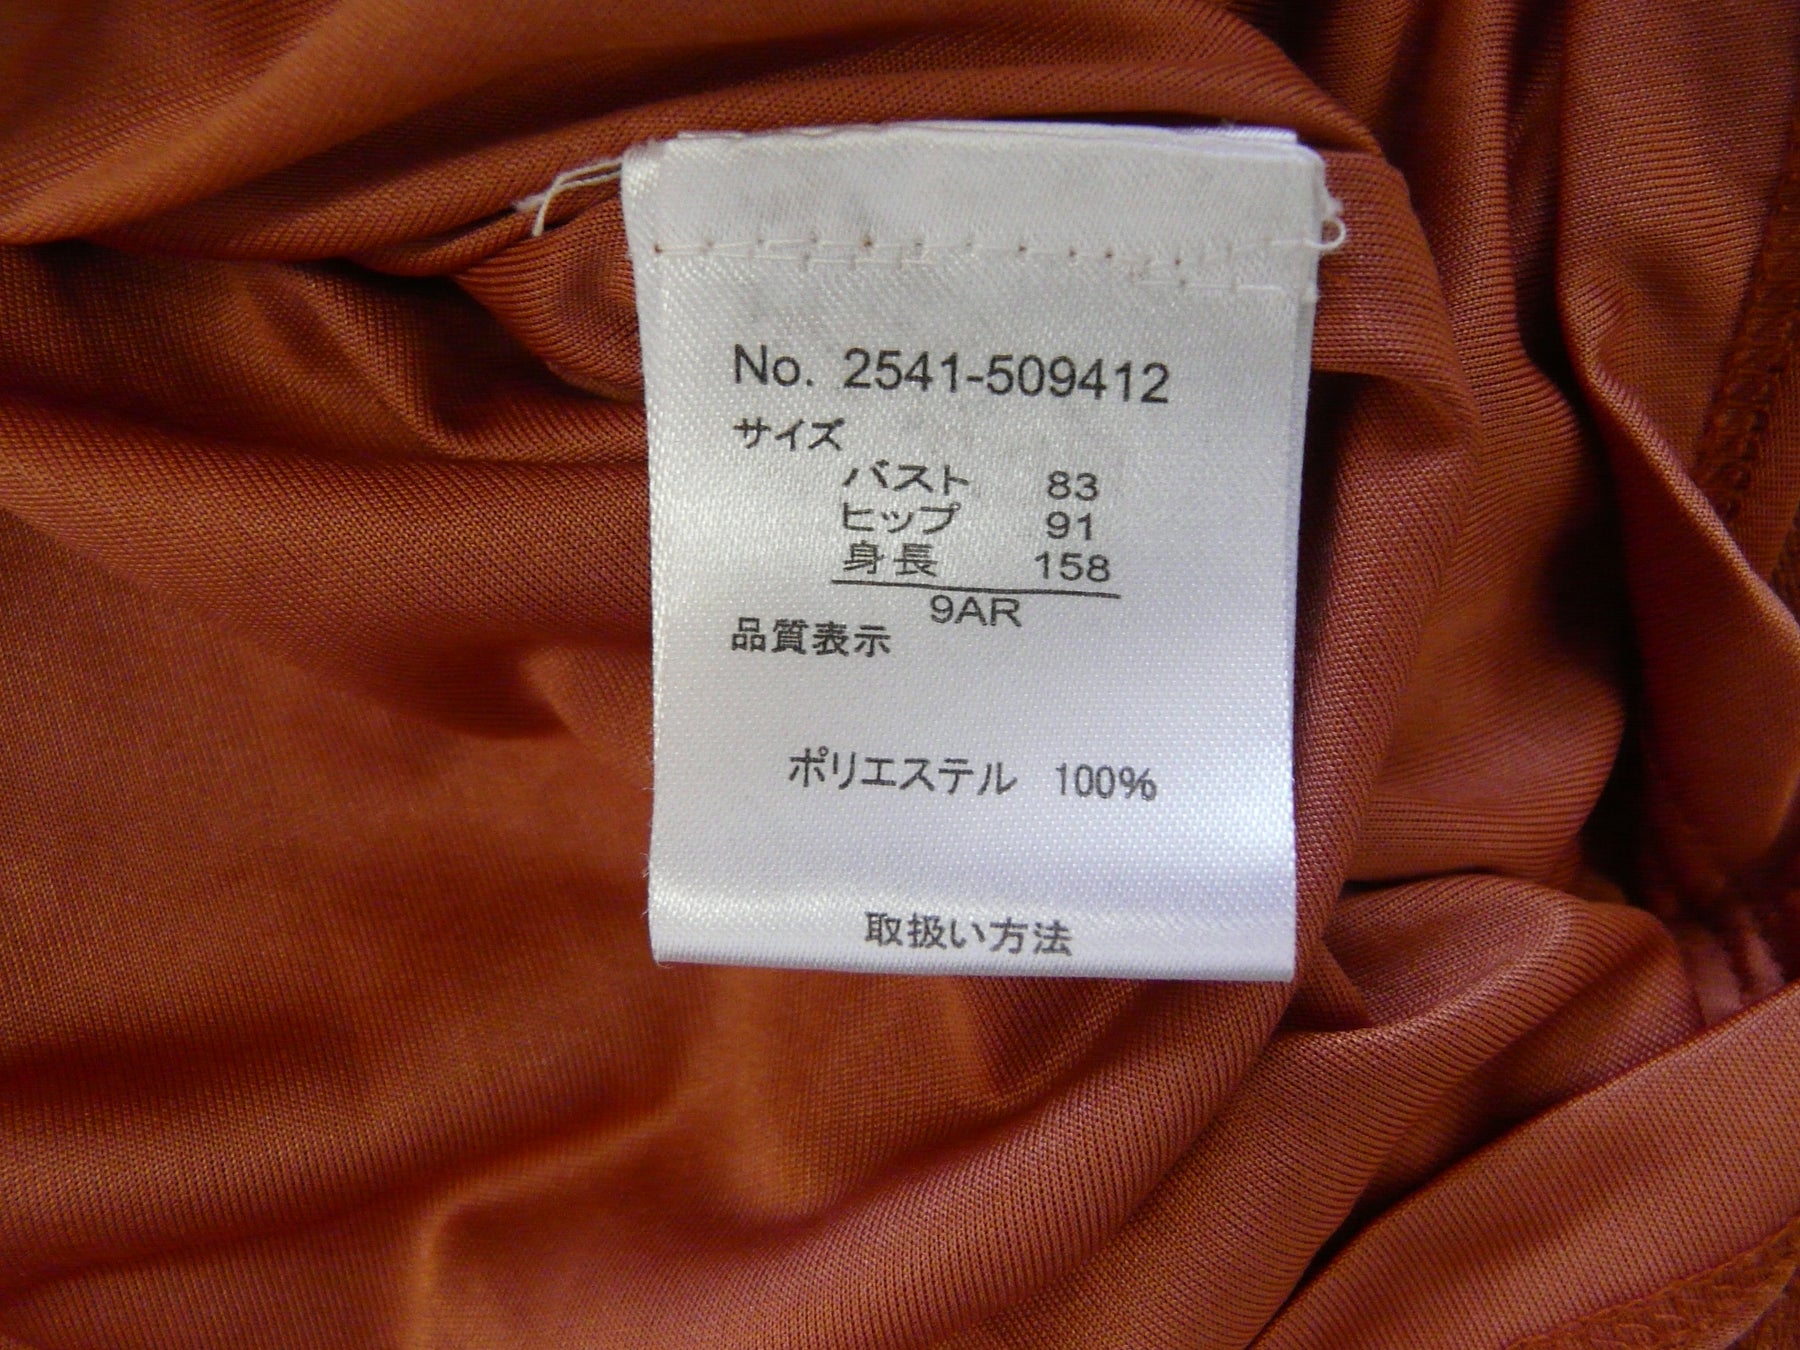 No. 2541-509412
サイズ
バスト 83
ヒップ 91
身長 158
9AR
品質表示
ポリエステル 100%
取扱い方法